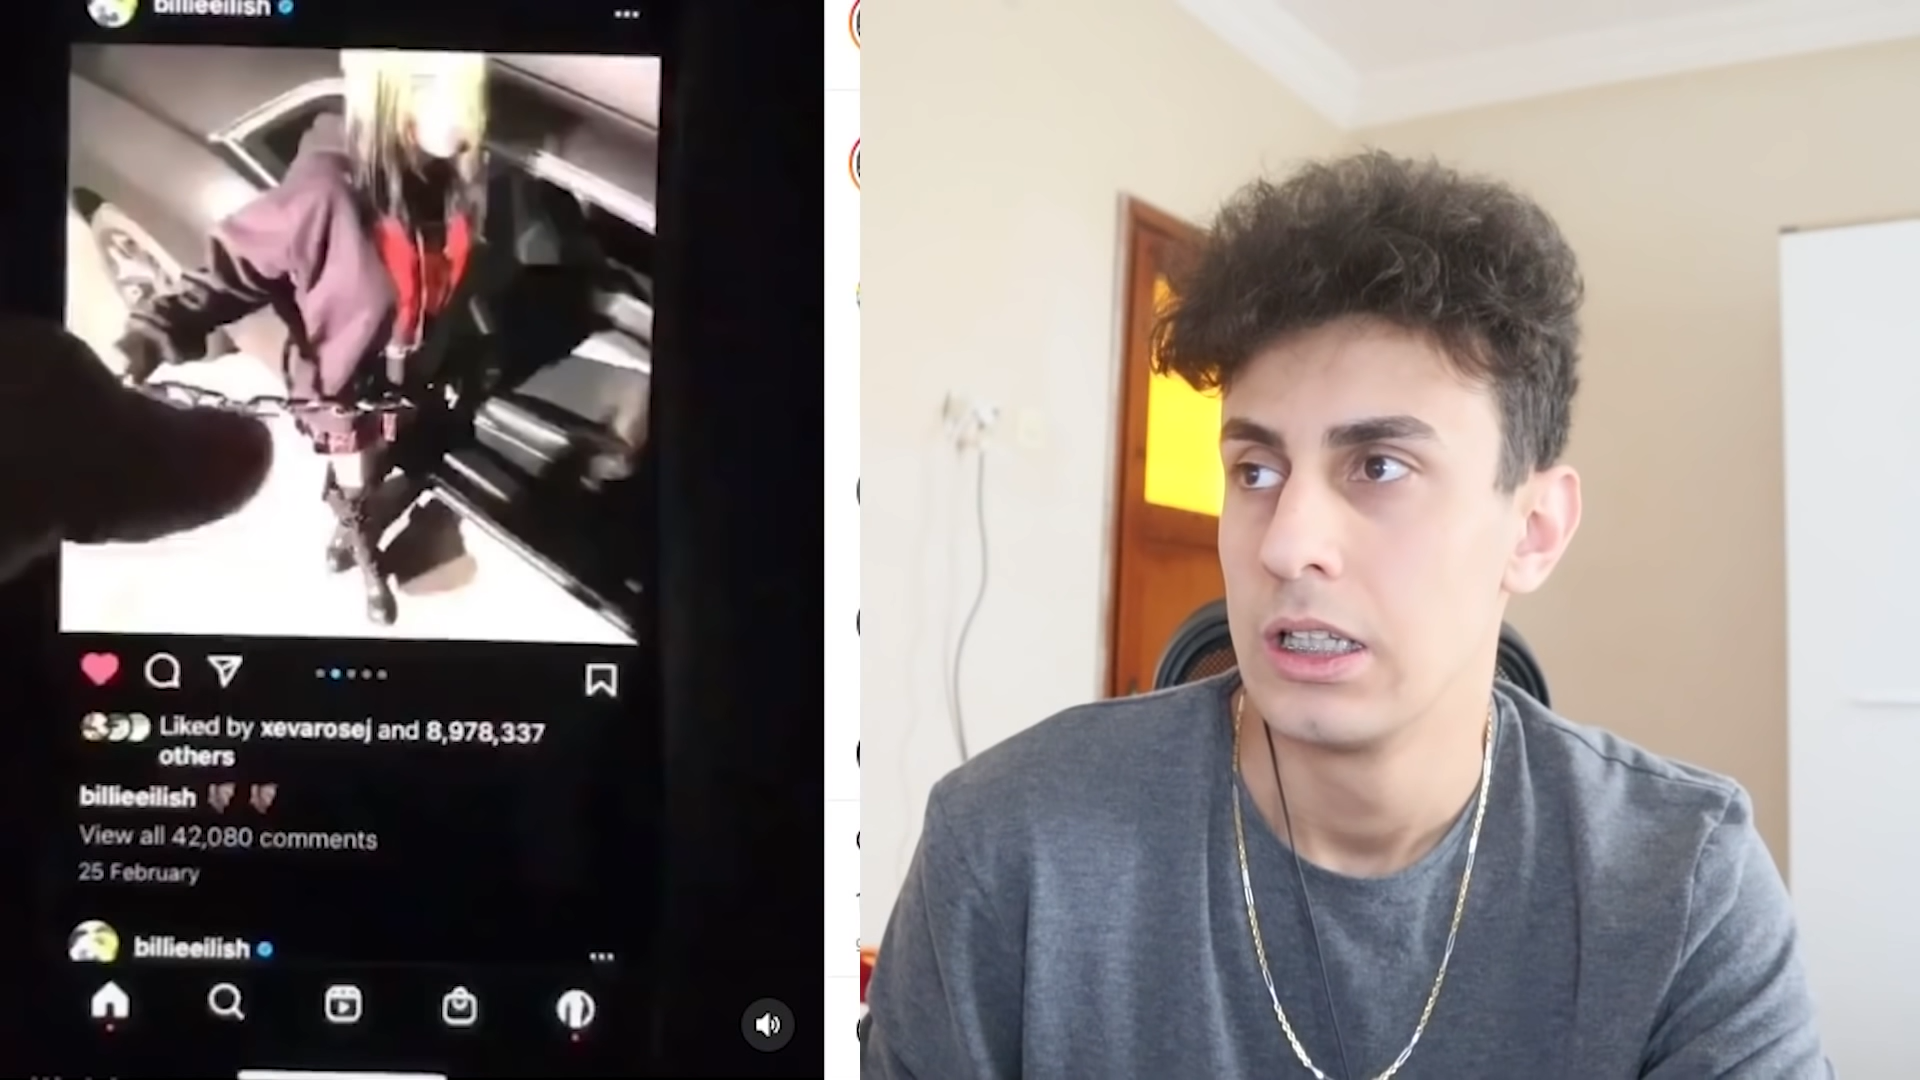 billieeilish
Liked by xevarosej and 8,978,337
others
billieeilish
View all 42,080 comments
25 February
billieeilish